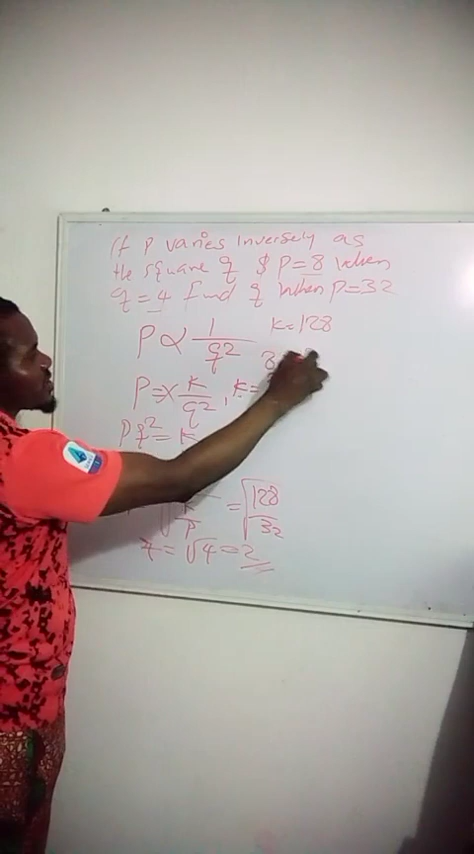 If P varies inversely as
the square q $ P=8 when
q=4 find q when P=32
P ∝ 1/q² K=128
P = K/q², K=
Pq² = K
√K/P = √128/32
= √4 = 2